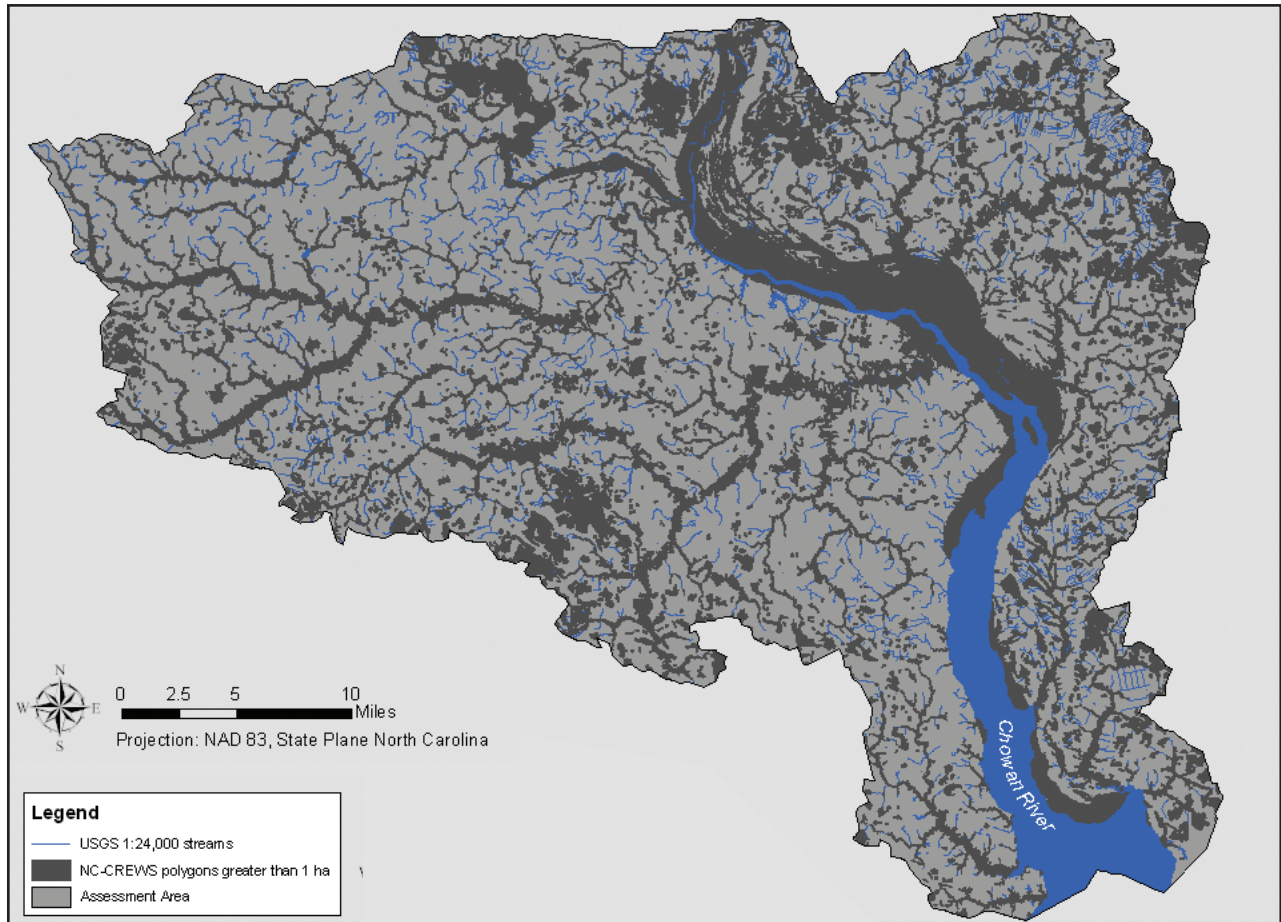 N
W E
S
0 2.5 5 10
Miles
Projection: NAD 83, State Plane North Carolina
Chowan River
Legend
USGS 1:24,000 streams
NC-CREWS polygons greater than 1 ha
Assessment Area